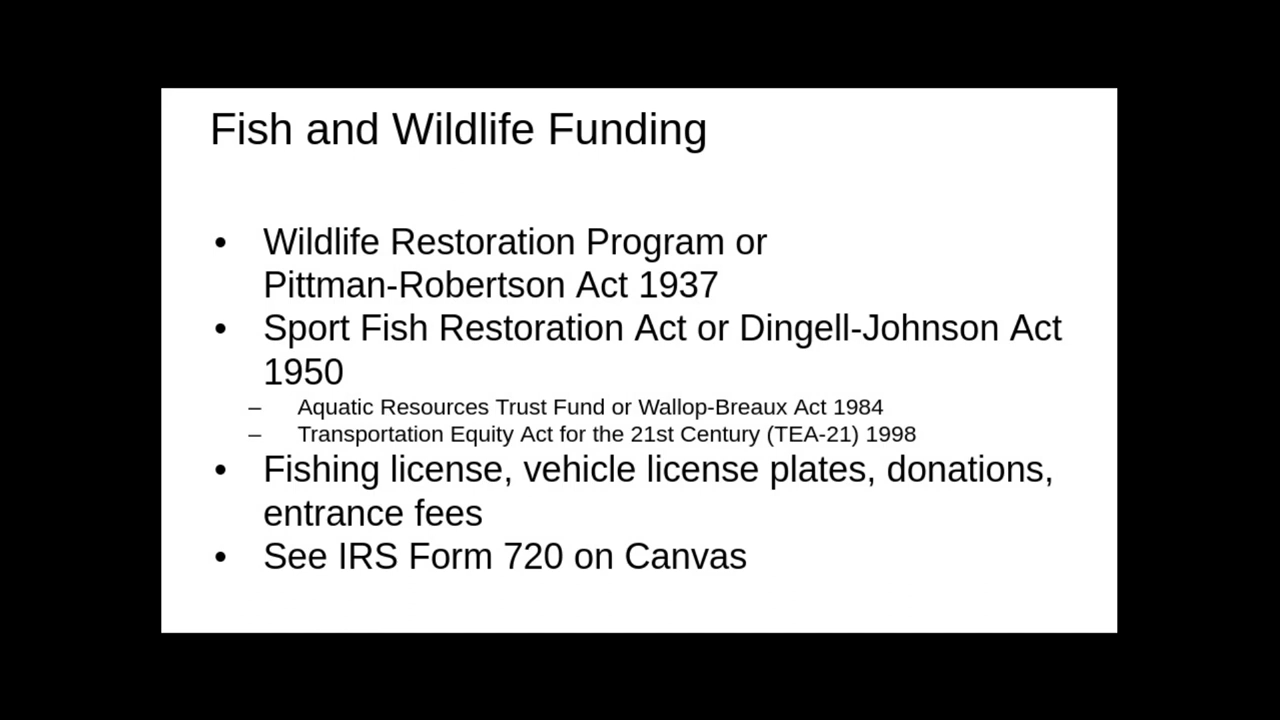 Fish and Wildlife Funding
• Wildlife Restoration Program or
Pittman-Robertson Act 1937
• Sport Fish Restoration Act or Dingell-Johnson Act
1950
– Aquatic Resources Trust Fund or Wallop-Breaux Act 1984
– Transportation Equity Act for the 21st Century (TEA-21) 1998
• Fishing license, vehicle license plates, donations,
entrance fees
• See IRS Form 720 on Canvas